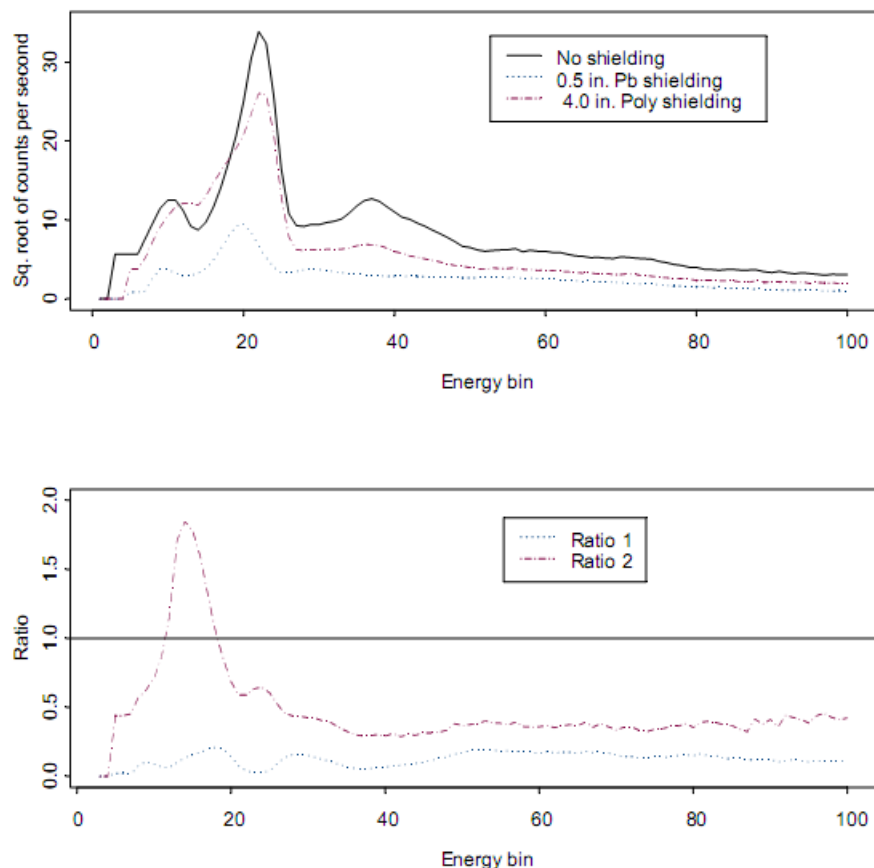 Sq. root of counts per second
30
20
10
0
No shielding
0.5 in. Pb shielding
4.0 in. Poly shielding
0 20 40 60 80 100
Energy bin
Ratio
2.0
1.5
1.0
0.5
0.0
Ratio 1
Ratio 2
0 20 40 60 80 100
Energy bin